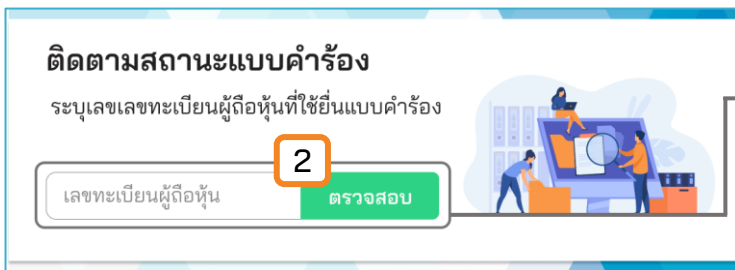 ติดตามสถานะแบบคำร้อง
ระบุเลขเลขทะเบียนผู้ถือหุ้นที่ใช้ยื่นแบบคำร้อง
2
เลขทะเบียนผู้ถือหุ้น ตรวจสอบ